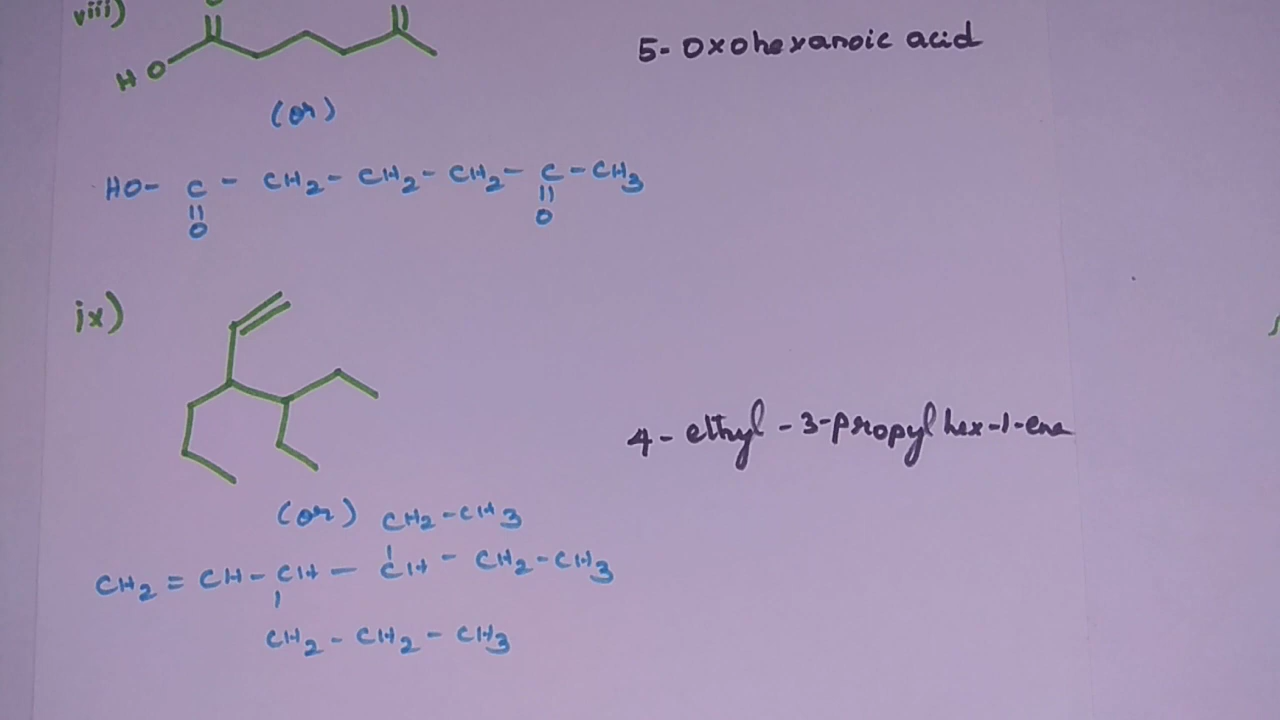 viii)
H O
5- Oxohexanoic acid
(or)
HO- C - CH2- CH2- CH2- C - CH3
O O
ix)
4- ethyl - 3-propyl hex-1-ene
(or) CH2 - CH3
CH2 = CH - CH - CH - CH2 - CH3
CH2 - CH2 - CH3